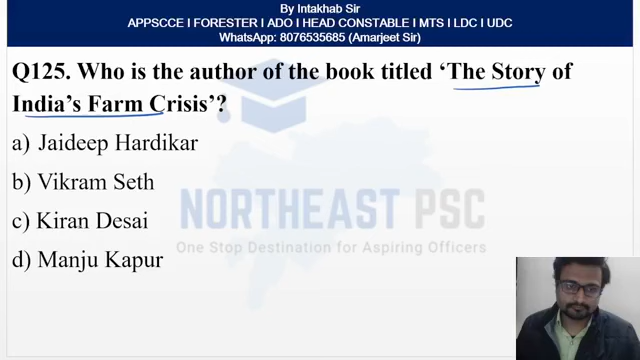 By Intakhab Sir
APPSCCE I FORESTER I ADO I HEAD CONSTABLE I MTS I LDC I UDC
WhatsApp: 8076535685 (Amarjeet Sir)
Q125. Who is the author of the book titled ‘The Story of
India’s Farm Crisis’?
a) Jaideep Hardikar
b) Vikram Seth
c) Kiran Desai
d) Manju Kapur
NORTHEAST PSC
One Stop Destination for Aspiring Officers